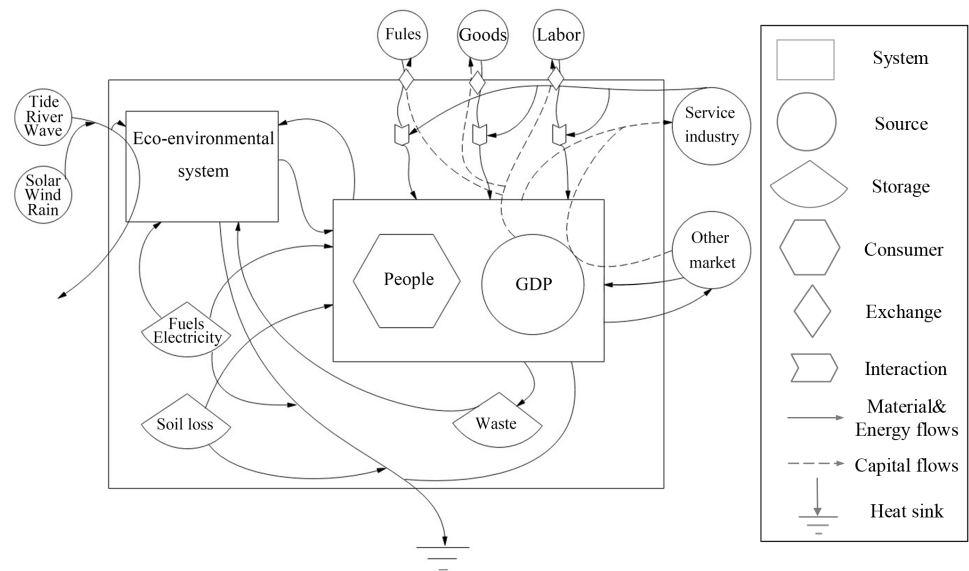 Fules
Goods
Labor
Tide
River
Wave
Solar
Wind
Rain
Eco-environmental
system
Service
industry
Other
market
People
GDP
Fuels
Electricity
Soil loss
Waste
System
Source
Storage
Consumer
Exchange
Interaction
Material&
Energy flows
Capital flows
Heat sink